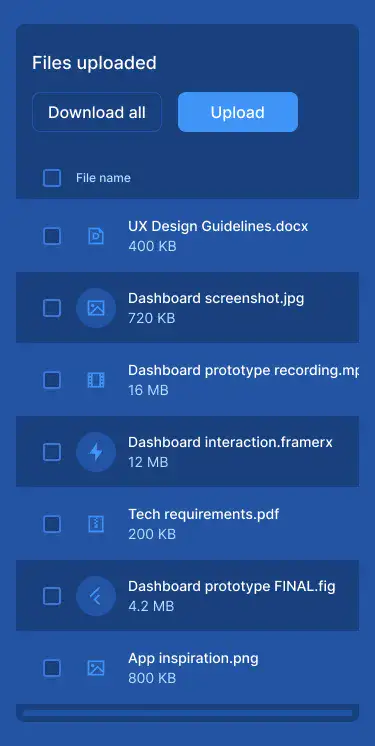 Files uploaded
Download all
Upload
File name
UX Design Guidelines.docx
400 KB
Dashboard screenshot.jpg
720 KB
Dashboard prototype recording.mp
16 MB
Dashboard interaction.framerx
12 MB
Tech requirements.pdf
200 KB
Dashboard prototype FINAL.fig
4.2 MB
App inspiration.png
800 KB